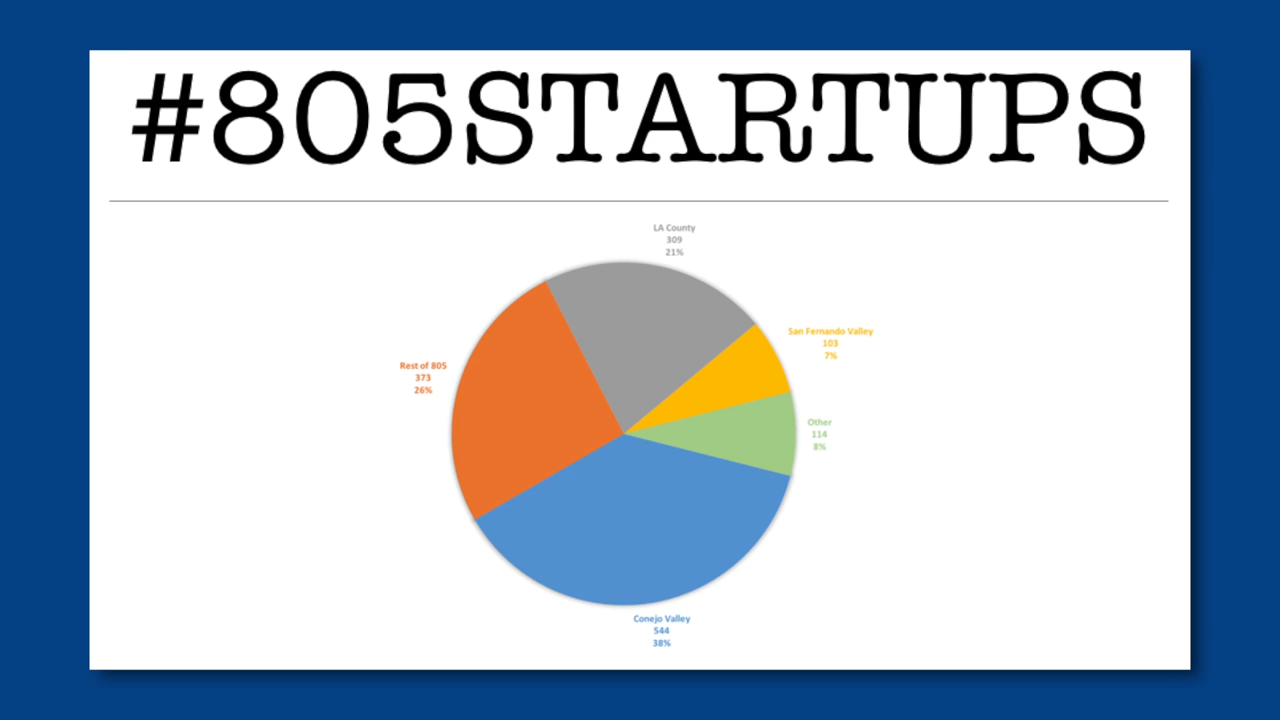 #805STARTUPS
LA County
309
21%
San Fernando Valley
103
7%
Rest of 805
373
26%
Other
114
8%
Conejo Valley
544
38%